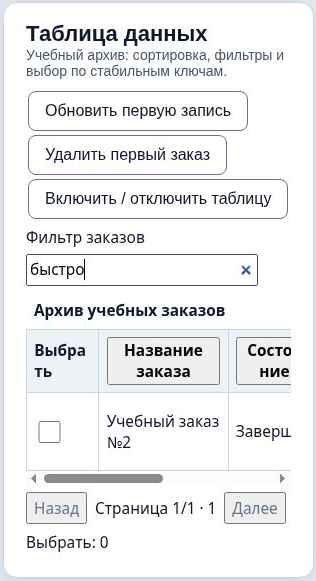 Таблица данных
Учебный архив: сортировка, фильтры и
выбор по стабильным ключам.
Обновить первую запись
Удалить первый заказ
Включить / отключить таблицу
Фильтр заказов
быстро
Архив учебных заказов
Выбра
ть
Название
заказа
Состо
ние
Учебный заказ
№2
Заверш
Назад Страница 1/1 · 1 Далее
Выбрать: 0